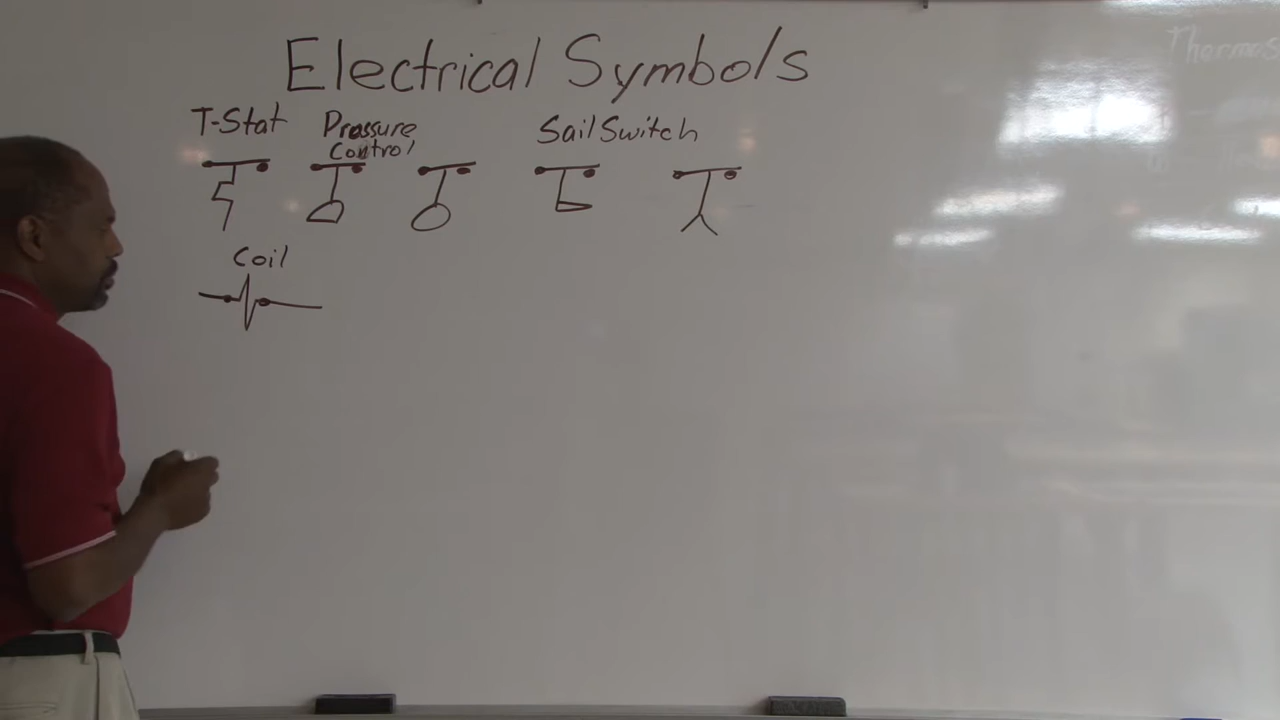 Electrical Symbols
T-Stat
Pressure
Control
Sail Switch
Coil